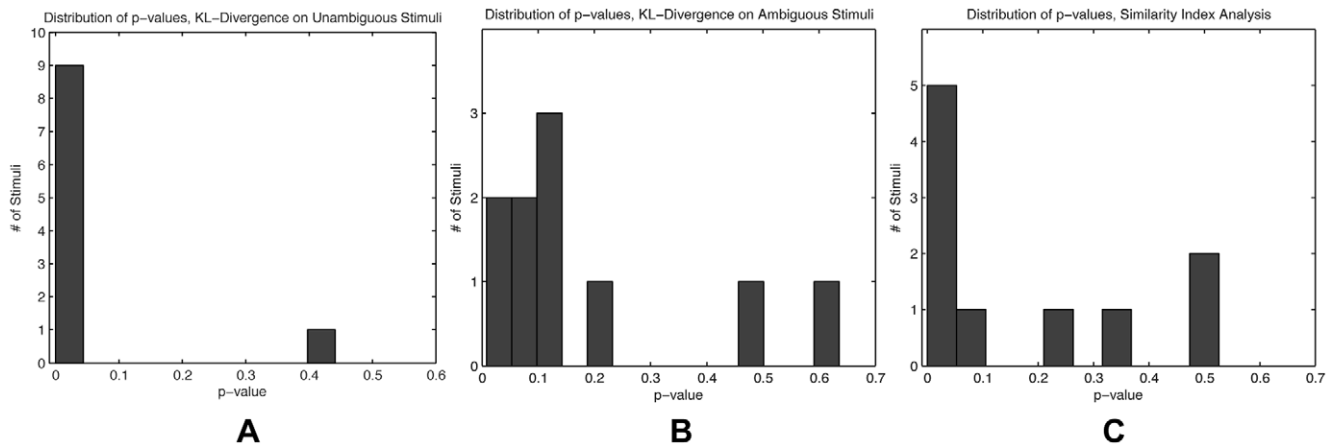 Distribution of p-values, KL-Divergence on Unambiguous Stimuli
10
9
8
7
6
5
4
3
2
1
0
# of Stimuli
0 0.1 0.2 0.3 0.4 0.5 0.6
p-value
A
Distribution of p-values, KL-Divergence on Ambiguous Stimuli
3
2
1
0
# of Stimuli
0 0.1 0.2 0.3 0.4 0.5 0.6 0.7
p-value
B
Distribution of p-values, Similarity Index Analysis
5
4
3
2
1
0
# of Stimuli
0 0.1 0.2 0.3 0.4 0.5 0.6 0.7
p-value
C